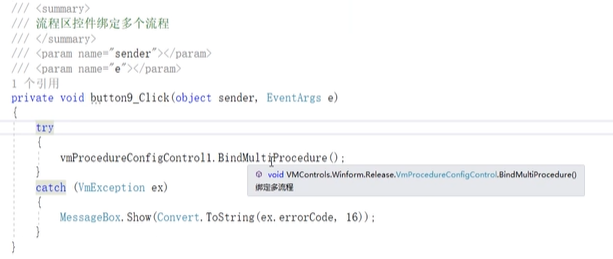 /// <summary>
/// 流程区控件绑定多个流程
/// </summary>
/// <param name="sender"></param>
/// <param name="e"></param>
1 个引用
private void button9_Click(object sender, EventArgs e)
{
try
{
vmProcedureConfigControl1.BindMultiProcedure();
}
void VMControls.Winform.Release.VmProcedureConfigControl.BindMultiProcedure()
绑定多流程
catch (VmException ex)
{
MessageBox.Show(Convert.ToString(ex.errorCode, 16));
}
}